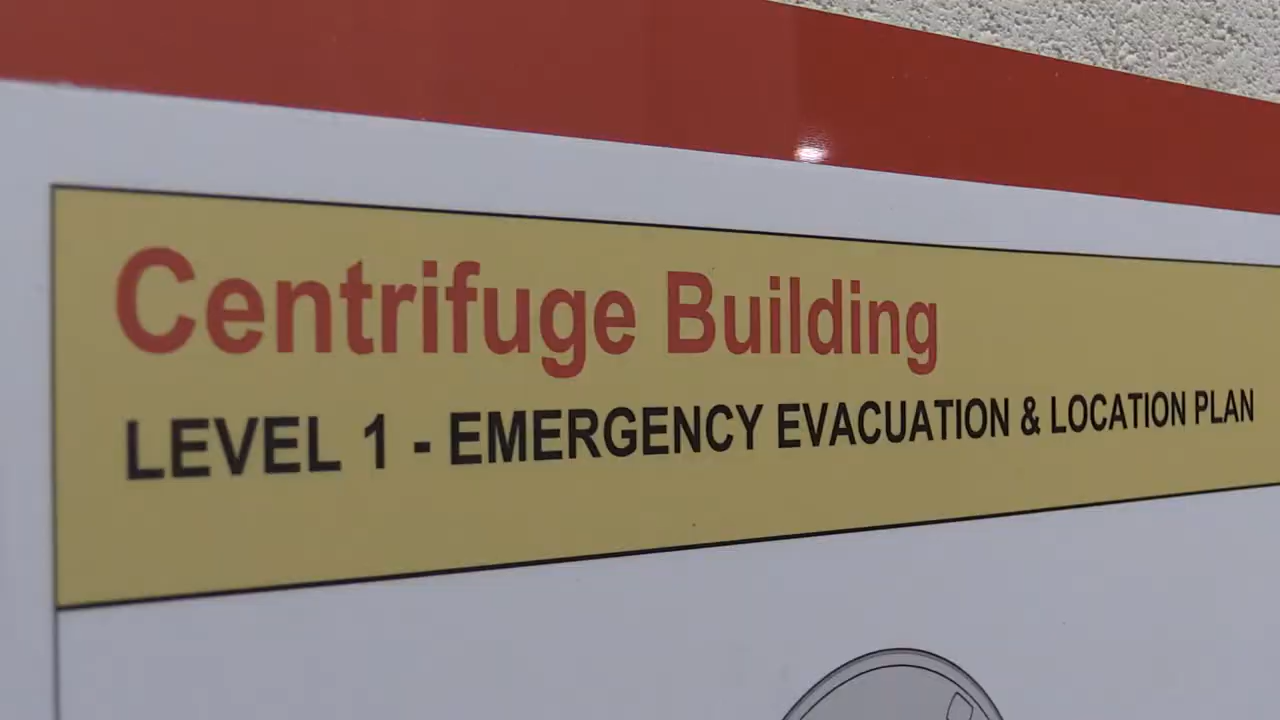 Centrifuge Building
LEVEL 1 - EMERGENCY EVACUATION & LOCATION PLAN